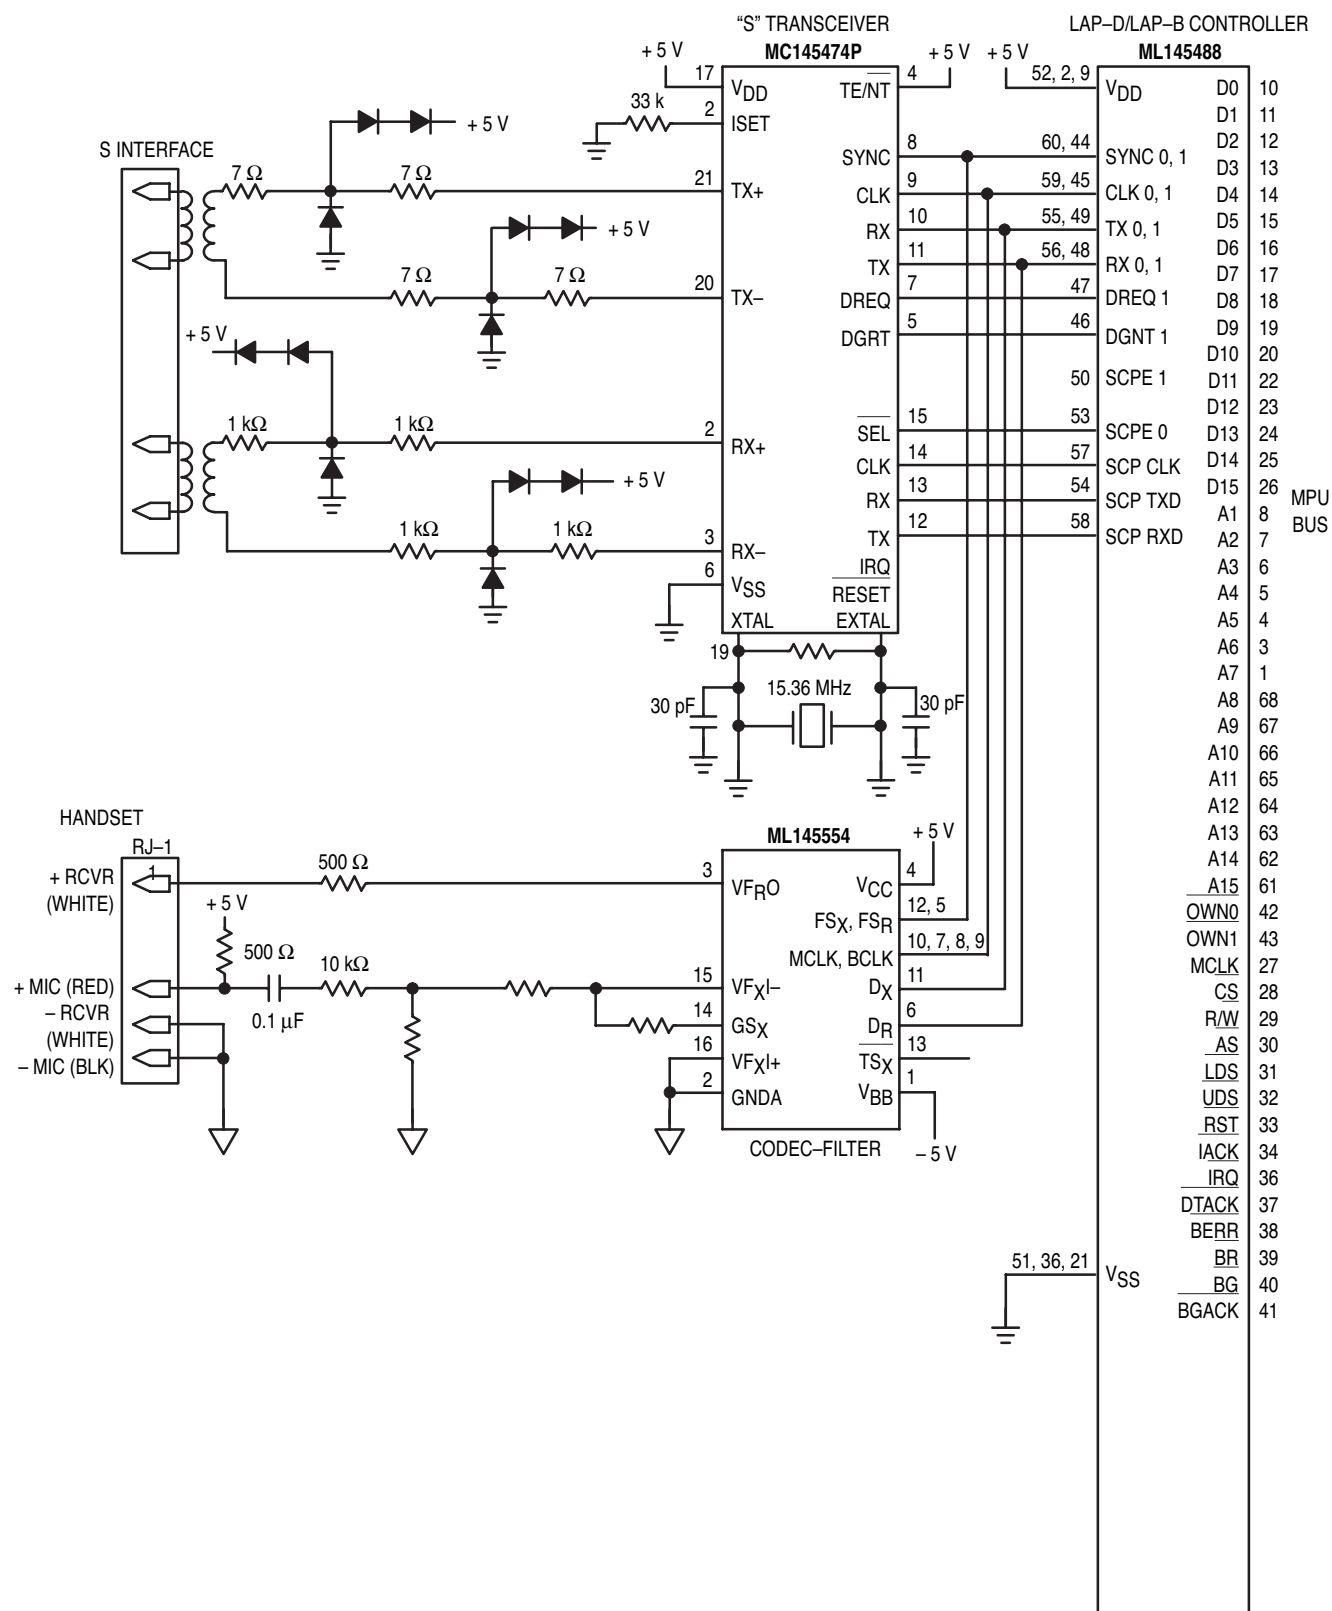 “S” TRANSCEIVER
MC145474P
LAP–D/LAP–B CONTROLLER
ML145488
+ 5 V
+ 5 V
+ 5 V
17
VDD
2
ISET
33 k
21
TX+
20
TX–
2
RX+
3
RX–
6
VSS
XTAL
EXTAL
4
TE/NT
8
SYNC
9
CLK
10
RX
11
TX
7
DREQ
5
DGRT
15
SEL
14
CLK
13
RX
12
TX
IRQ
RESET
S INTERFACE
7 Ω
7 Ω
+ 5 V
7 Ω
7 Ω
+ 5 V
+ 5 V
1 kΩ
1 kΩ
1 kΩ
1 kΩ
+ 5 V
19
15.36 MHz
30 pF
30 pF
52, 2, 9
VDD
60, 44
SYNC 0, 1
59, 45
CLK 0, 1
55, 49
TX 0, 1
56, 48
RX 0, 1
47
DREQ 1
46
DGNT 1
50
SCPE 1
53
SCPE 0
57
SCP CLK
54
SCP TXD
58
SCP RXD
51, 36, 21
VSS
D0 10
D1 11
D2 12
D3 13
D4 14
D5 15
D6 16
D7 17
D8 18
D9 19
D10 20
D11 22
D12 23
D13 24
D14 25
D15 26
A1 8
A2 7
A3 6
A4 5
A5 4
A6 3
A7 1
A8 68
A9 67
A10 66
A11 65
A12 64
A13 63
A14 62
A15 61
OWN0 42
OWN1 43
MCLK 27
CS 28
R/W 29
AS 30
LDS 31
UDS 32
RST 33
IACK 34
IRQ 36
DTACK 37
BERR 38
BR 39
BG 40
BGACK 41
MPU
BUS
HANDSET
RJ–1
1
+ RCVR
(WHITE)
+ MIC (RED)
– RCVR
(WHITE)
– MIC (BLK)
500 Ω
+ 5 V
500 Ω
0.1 µF
10 kΩ
ML145554
+ 5 V
3
VFRO
15
VFXI–
14
GSX
16
VFXI+
2
GNDA
4
VCC
12, 5
FSX, FSR
10, 7, 8, 9
MCLK, BCLK
11
DX
6
DR
13
TSX
1
VBB
– 5 V
CODEC–FILTER